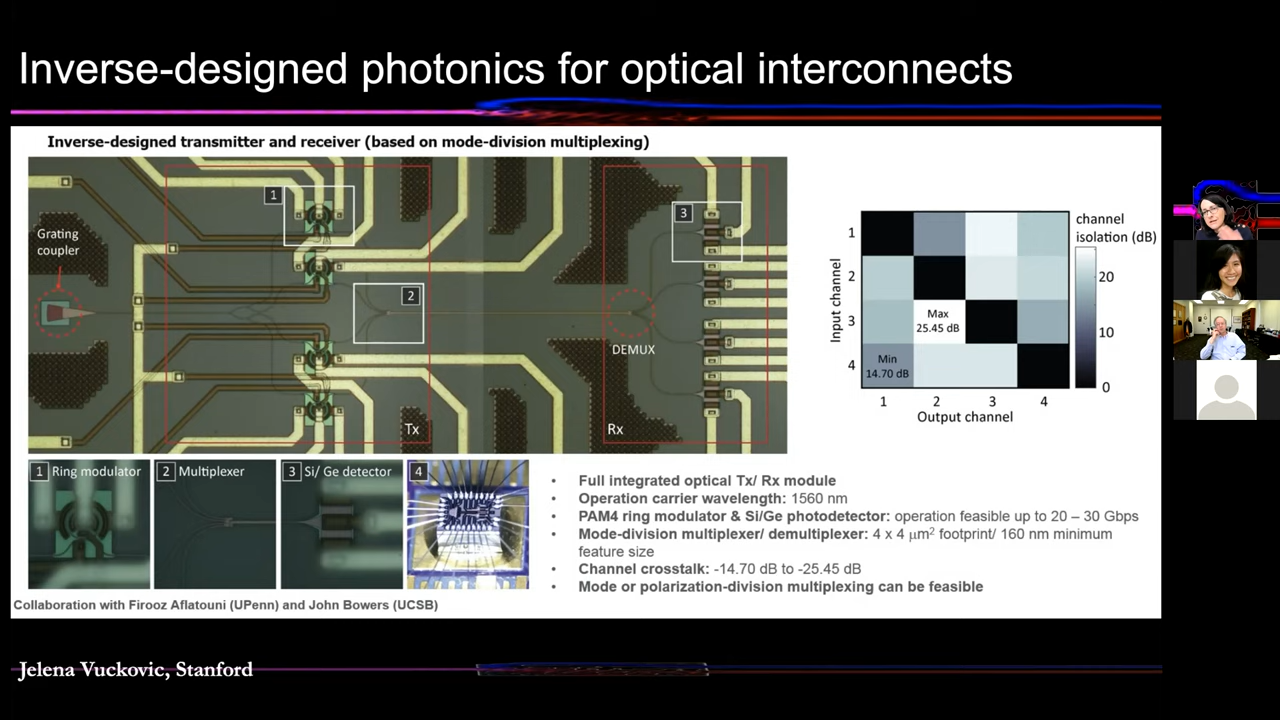 Inverse-designed photonics for optical interconnects
Inverse-designed transmitter and receiver (based on mode-division multiplexing)
Grating
coupler
1
2
3
DEMUX
Tx
Rx
1 Ring modulator
2 Multiplexer
3 Si/ Ge detector
4
Collaboration with Firooz Aflatouni (UPenn) and John Bowers (UCSB)
channel
isolation (dB)
20
10
0
Input channel
1
2
3
4
Max
25.45 dB
Min
14.70 dB
1 2 3 4
Output channel
• Full integrated optical Tx/ Rx module
• Operation carrier wavelength: 1560 nm
• PAM4 ring modulator & Si/Ge photodetector: operation feasible up to 20 – 30 Gbps
• Mode-division multiplexer/ demultiplexer: 4 x 4 μm² footprint/ 160 nm minimum
feature size
• Channel crosstalk: -14.70 dB to -25.45 dB
• Mode or polarization-division multiplexing can be feasible
Jelena Vuckovic, Stanford